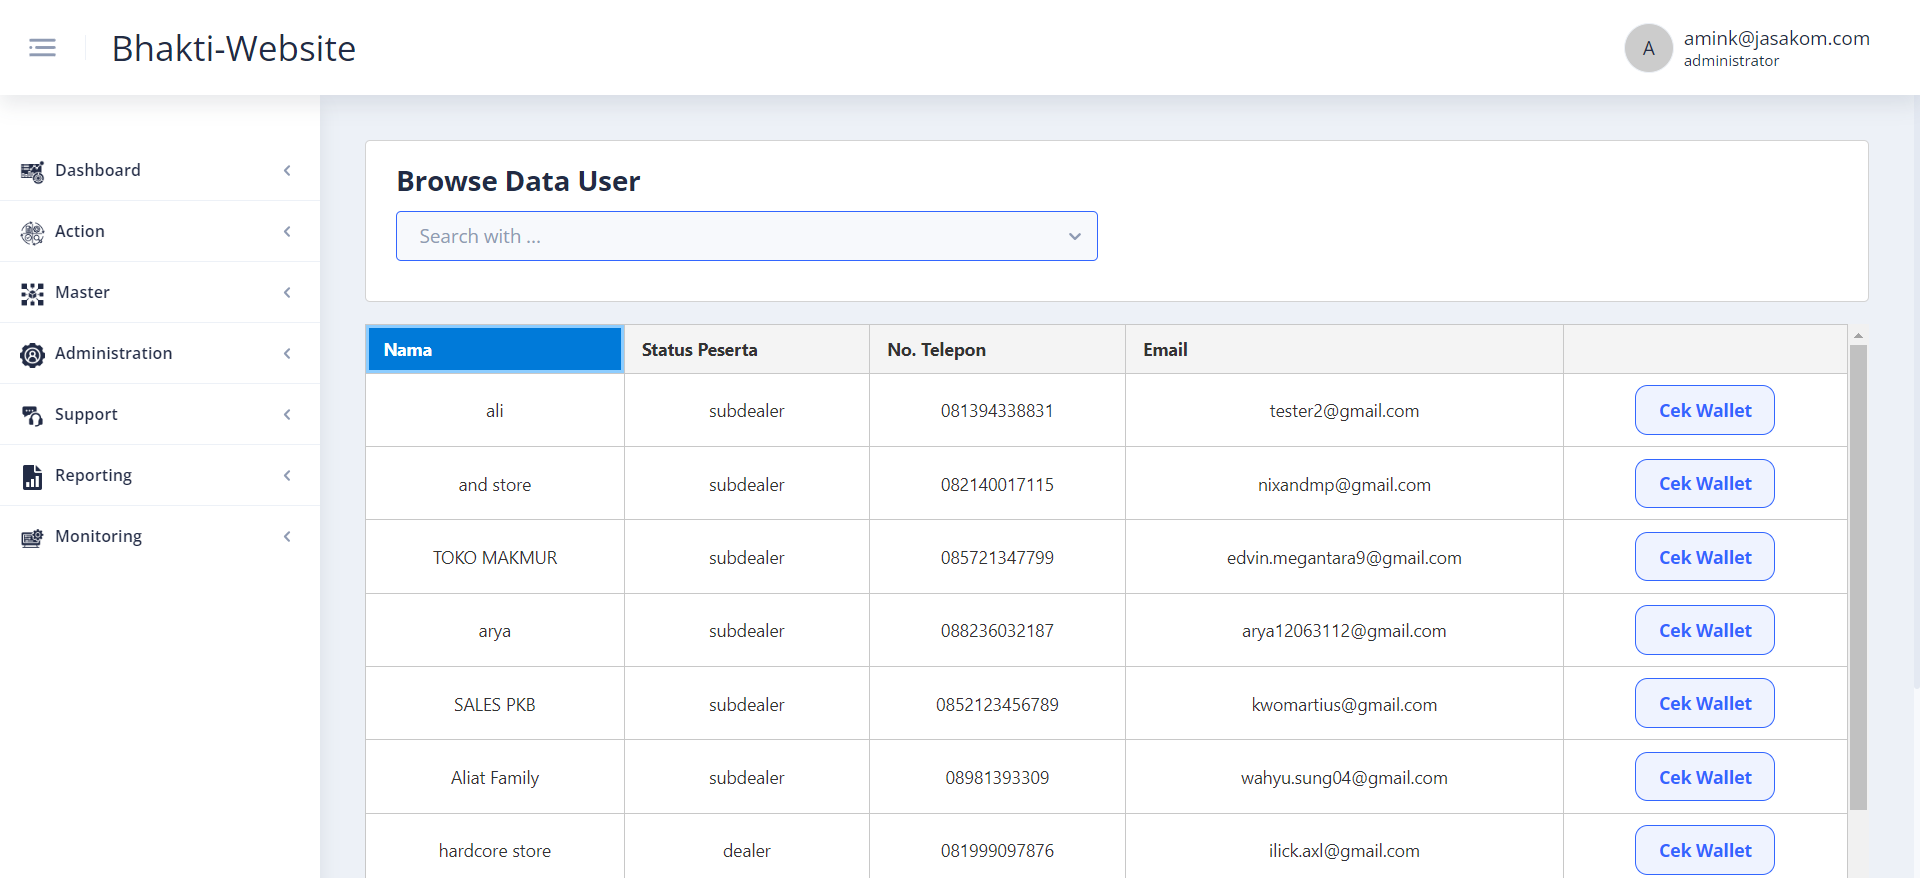 Bhakti-Website
A
amink@jasakom.com
administrator
Dashboard
Action
Master
Administration
Support
Reporting
Monitoring
Browse Data User
Search with ...
Nama Status Peserta No. Telepon Email
ali subdealer 081394338831 tester2@gmail.com Cek Wallet
and store subdealer 082140017115 nixandmp@gmail.com Cek Wallet
TOKO MAKMUR subdealer 085721347799 edvin.megantara9@gmail.com Cek Wallet
arya subdealer 088236032187 arya12063112@gmail.com Cek Wallet
SALES PKB subdealer 0852123456789 kwomartius@gmail.com Cek Wallet
Aliat Family subdealer 08981393309 wahyu.sung04@gmail.com Cek Wallet
hardcore store dealer 081999097876 ilick.axl@gmail.com Cek Wallet